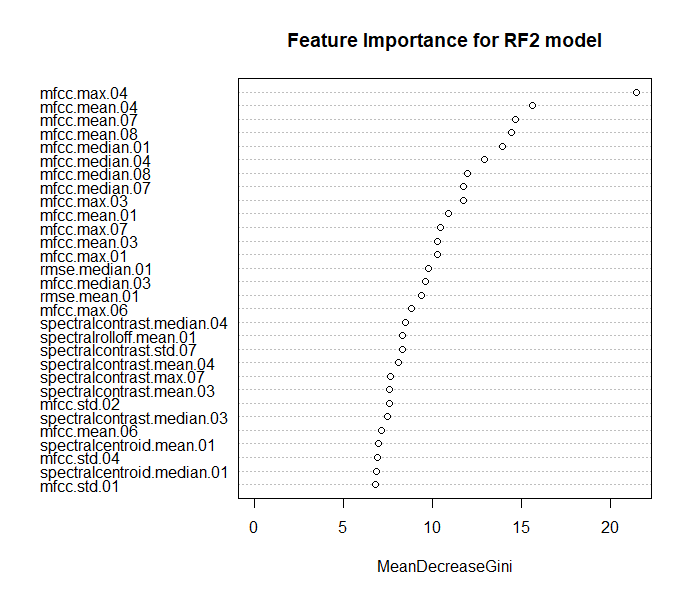 Feature Importance for RF2 model
mfcc.max.04
mfcc.mean.04
mfcc.mean.07
mfcc.mean.08
mfcc.median.01
mfcc.median.04
mfcc.median.08
mfcc.median.07
mfcc.max.03
mfcc.mean.01
mfcc.max.07
mfcc.mean.03
mfcc.max.01
rmse.median.01
mfcc.median.03
rmse.mean.01
mfcc.max.06
spectralcontrast.median.04
spectralrolloff.mean.01
spectralcontrast.std.07
spectralcontrast.mean.04
spectralcontrast.max.07
spectralcontrast.mean.03
mfcc.std.02
spectralcontrast.median.03
mfcc.mean.06
spectralcentroid.mean.01
mfcc.std.04
spectralcentroid.median.01
mfcc.std.01
0 5 10 15 20
MeanDecreaseGini